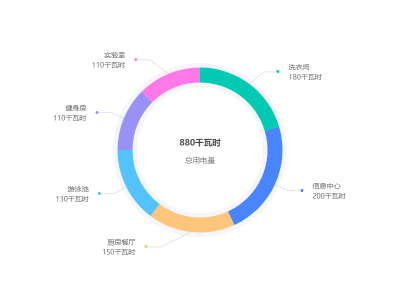 实验室
110千瓦时
洗衣间
180千瓦时
健身房
110千瓦时
880千瓦时
总用电量
游泳池
130千瓦时
信息中心
200千瓦时
厨房餐厅
150千瓦时